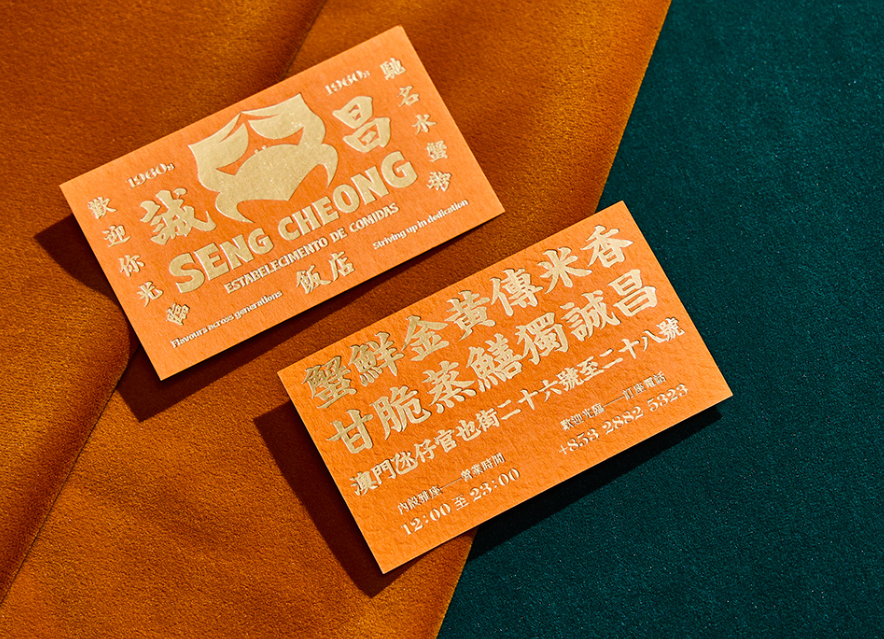 1960's
1960's
歡迎你光臨
馳名水蟹粥
誠
昌
SENG CHEONG
ESTABELECIMENTO DE COMIDAS
飯店
Flavours across generations
Striving up in dedication
蟹鮮金黃傳米香
甘脆蒸鱔獨誠昌
澳門氹仔官也街二十六號至二十八號
內設雅座——營業時間
12:00 至 23:00
歡迎光臨——訂座電話
+853 2882 5323